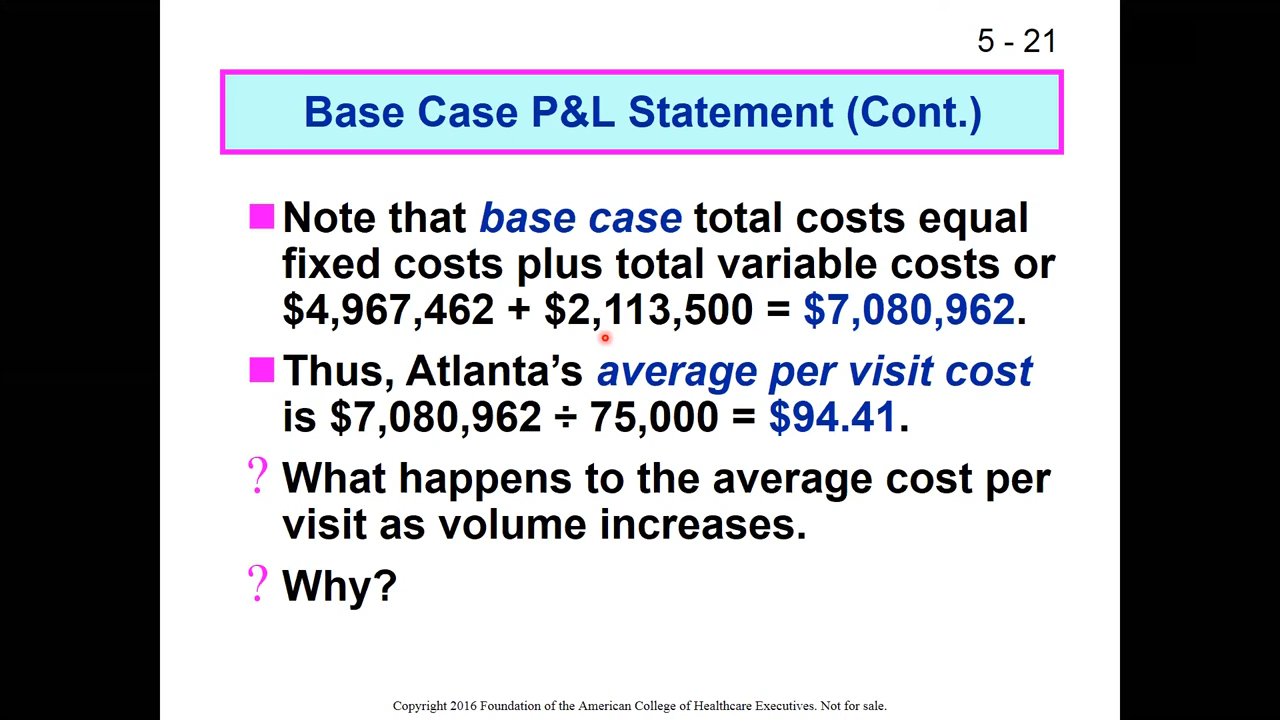 5 - 21
Base Case P&L Statement (Cont.)
Note that base case total costs equal
fixed costs plus total variable costs or
$4,967,462 + $2,113,500 = $7,080,962.
Thus, Atlanta’s average per visit cost
is $7,080,962 ÷ 75,000 = $94.41.
? What happens to the average cost per
visit as volume increases.
? Why?
Copyright 2016 Foundation of the American College of Healthcare Executives. Not for sale.